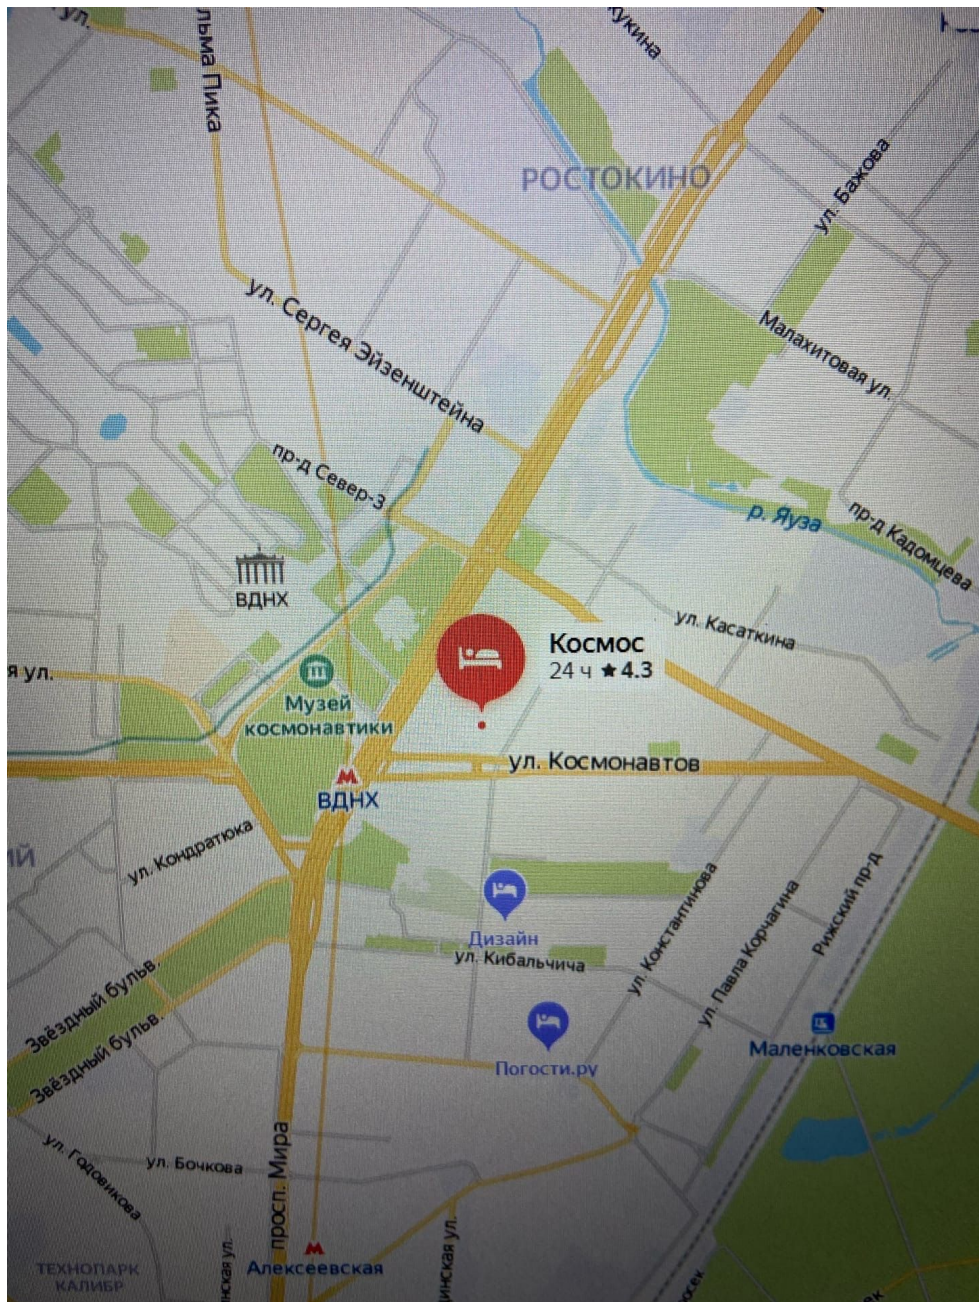 ул.
РОСТОКИНО
ул. Бажова
ул. Сергея Эйзенштейна
Малахитовая ул.
пр-д Север-3
р. Яуза
пр-д Кадомцева
ВДНХ
ул. Касаткина
Космос
24 ч ★ 4.3
я ул.
Музей
космонавтики
ул. Космонавтов
ВДНХ
ул. Кондратюка
ИЙ
Дизайн
ул. Кибальчича
ул. Константинова
ул. Павла Корчагина
Рижский пр-д
Звёздный бульв.
Звёздный бульв.
Маленковская
Погости.ру
просп. Мира
ул. Годовикова
ул. Бочкова
Алексеевская
ТЕХНОПАРК
КАЛИБР